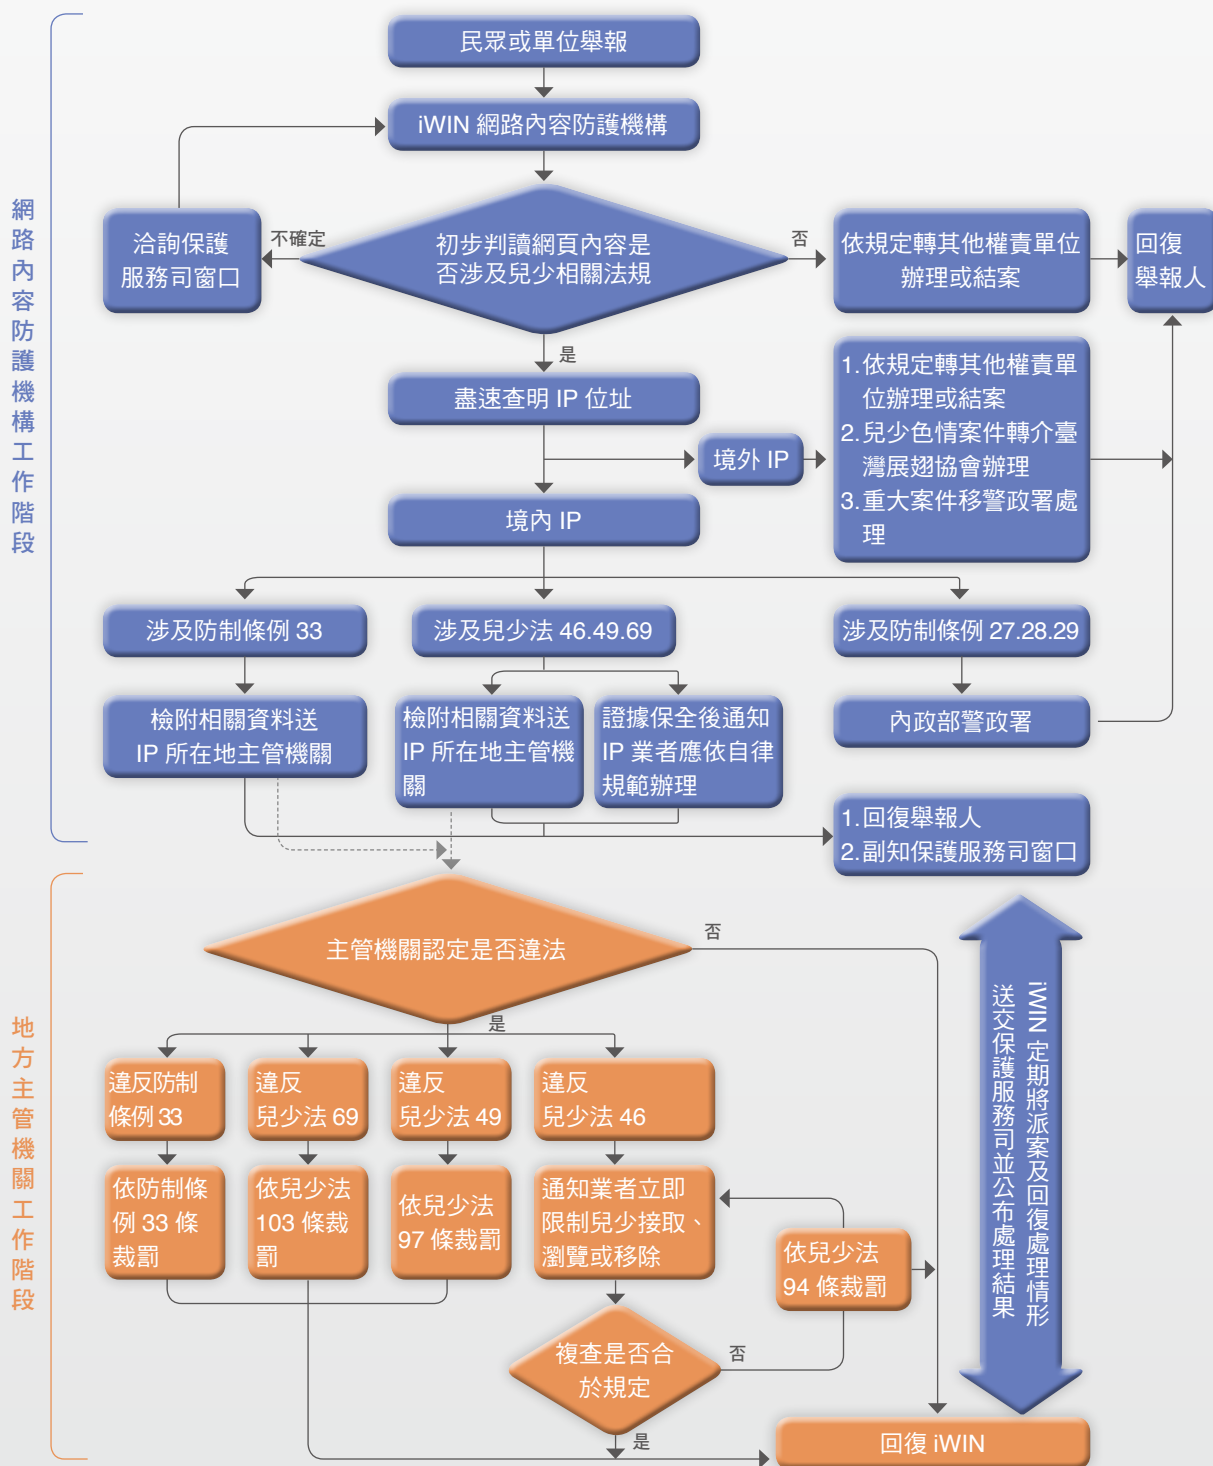 網路內容防護機構工作階段
民眾或單位舉報
iWIN 網路內容防護機構
初步判讀網頁內容是
否涉及兒少相關法規
不確定
洽詢保護
服務司窗口
否
依規定轉其他權責單位
辦理或結案
回復
舉報人
是
盡速查明 IP 位址
境外 IP
1.依規定轉其他權責單
位辦理或結案
2.兒少色情案件轉介臺
灣展翅協會辦理
3.重大案件移警政署處
理
境內 IP
涉及防制條例 33
涉及兒少法 46.49.69
涉及防制條例 27.28.29
檢附相關資料送
IP 所在地主管機關
檢附相關資料送
IP 所在地主管機
關
證據保全後通知
IP 業者應依自律
規範辦理
內政部警政署
1.回復舉報人
2.副知保護服務司窗口
地方主管機關工作階段
主管機關認定是否違法
否
是
違反防制
條例 33
違反
兒少法 69
違反
兒少法 49
違反
兒少法 46
依防制條
例 33 條
裁罰
依兒少法
103 條裁
罰
依兒少法
97 條裁罰
通知業者立即
限制兒少接取、
瀏覽或移除
依兒少法
94 條裁罰
複查是否合
於規定
否
是
回復 iWIN
iWIN 定期將派案及回復處理情形
送交保護服務司並公布處理結果